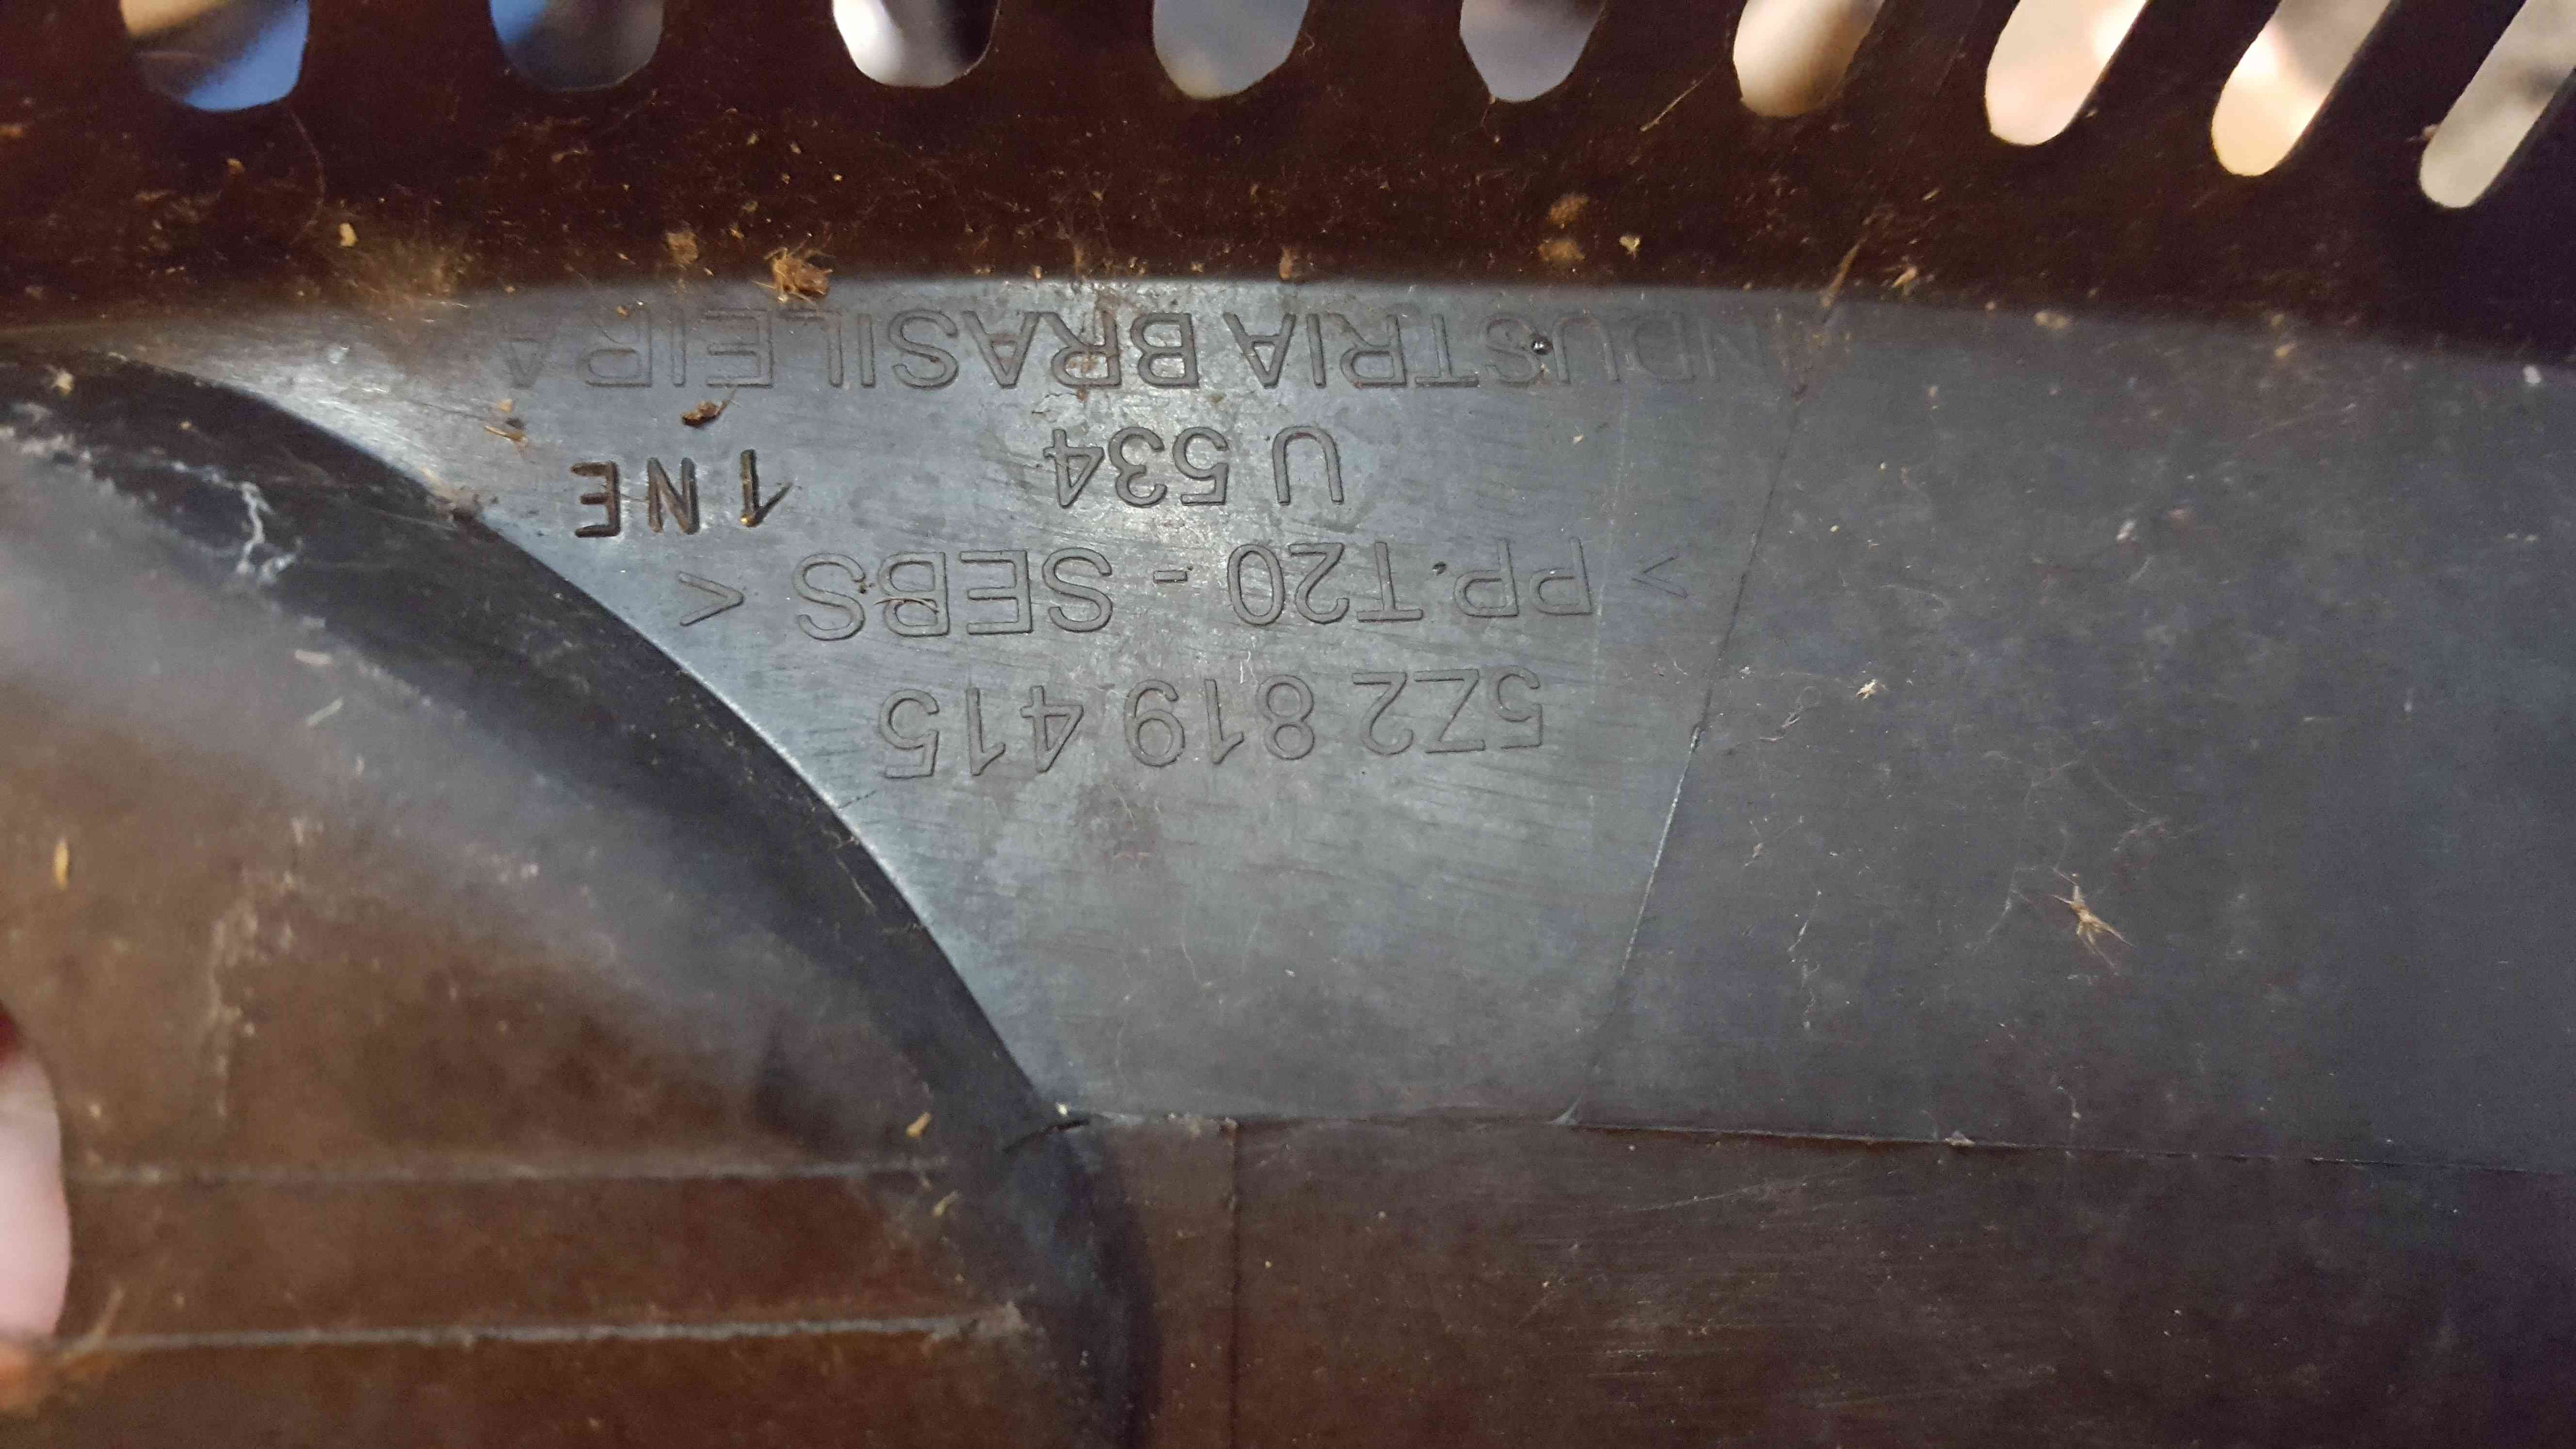 5Z2 819 415
> PP.T20 - SEBS <
U 534 1NE
INDUSTRIA BRASILEIRA